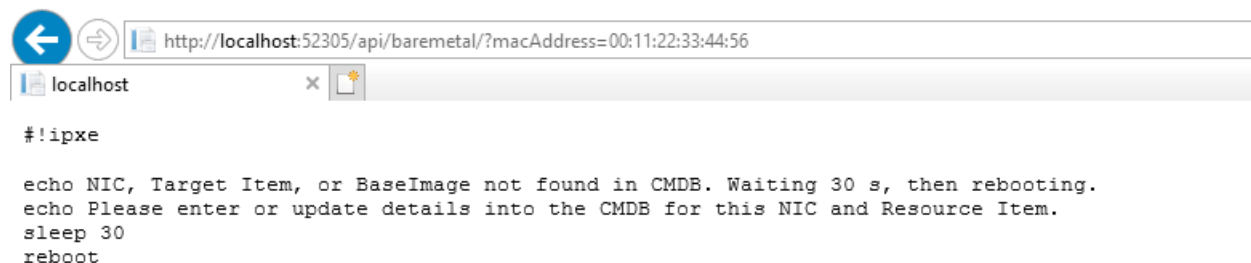 http://localhost:52305/api/baremetal/?macAddress=00:11:22:33:44:56
localhost
#!ipxe
echo NIC, Target Item, or BaseImage not found in CMDB. Waiting 30 s, then rebooting.
echo Please enter or update details into the CMDB for this NIC and Resource Item.
sleep 30
reboot